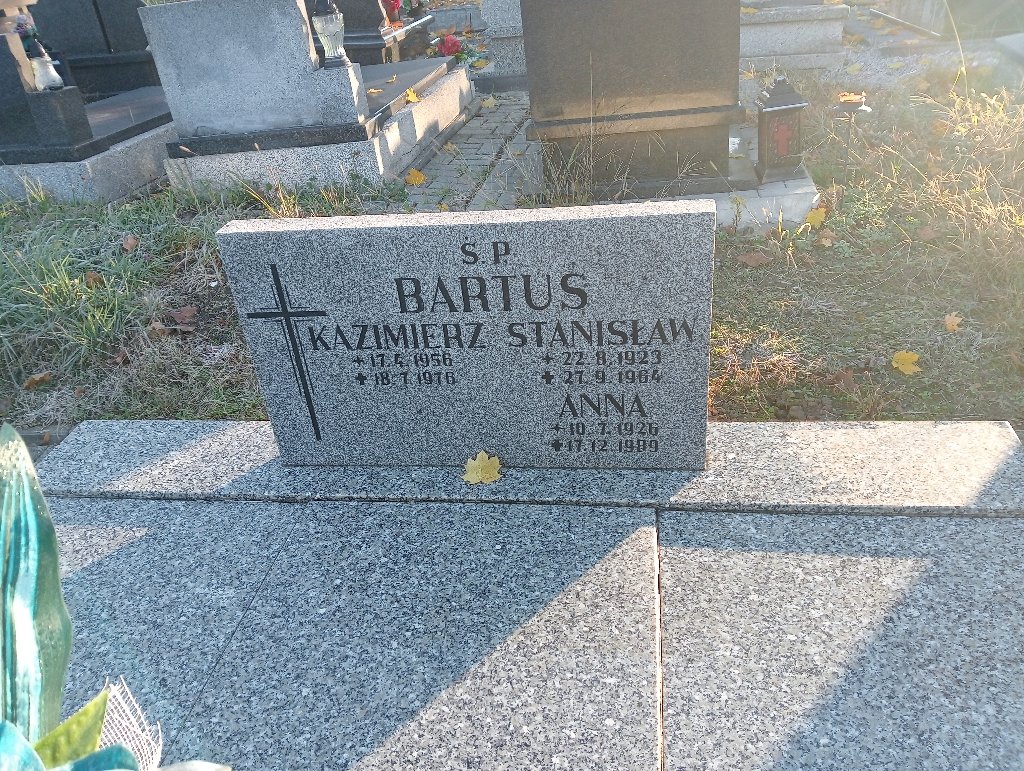 Ś P
BARTUŚ
KAZIMIERZ STANISŁAW
+ 17.4.1956 + 22.8.1923
✝ 18.7.1976 ✝ 27.9.1964
ANNA
+ 10.7.1926
✝ 17.12.1989